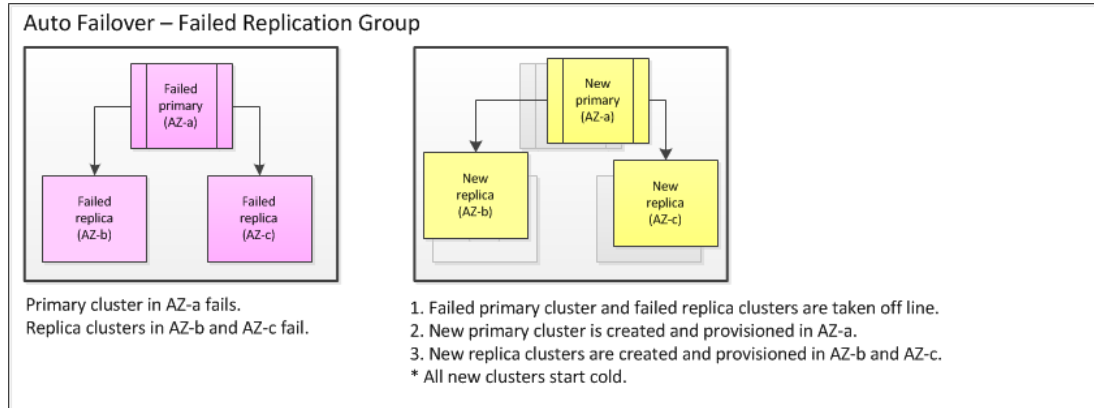 Auto Failover – Failed Replication Group
Failed
primary
(AZ-a)
Failed
replica
(AZ-b)
Failed
replica
(AZ-c)
Primary cluster in AZ-a fails.
Replica clusters in AZ-b and AZ-c fail.
New
primary
(AZ-a)
New
replica
(AZ-b)
New
replica
(AZ-c)
1. Failed primary cluster and failed replica clusters are taken off line.
2. New primary cluster is created and provisioned in AZ-a.
3. New replica clusters are created and provisioned in AZ-b and AZ-c.
* All new clusters start cold.